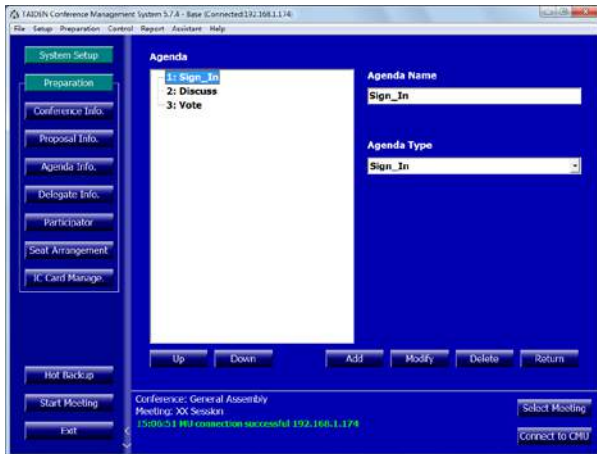 TAIDEN Conference Management System 5.7.4 - Base (Connected:192.168.1.174)
File Setup Preparation Control Report Assistant Help
System Setup
Preparation
Conference Info.
Proposal Info.
Agenda Info.
Delegate Info.
Participator
Seat Arrangement
IC Card Manage.
Hot Backup
Start Meeting
Exit
Agenda
1: Sign_In
2: Discuss
3: Vote
Agenda Name
Sign_In
Agenda Type
Sign_In
Up Down Add Modify Delete Return
Conference: General Assembly
Meeting: XX Session
15:06:51 MU connection successful 192.168.1.174
Select Meeting
Connect to CMU